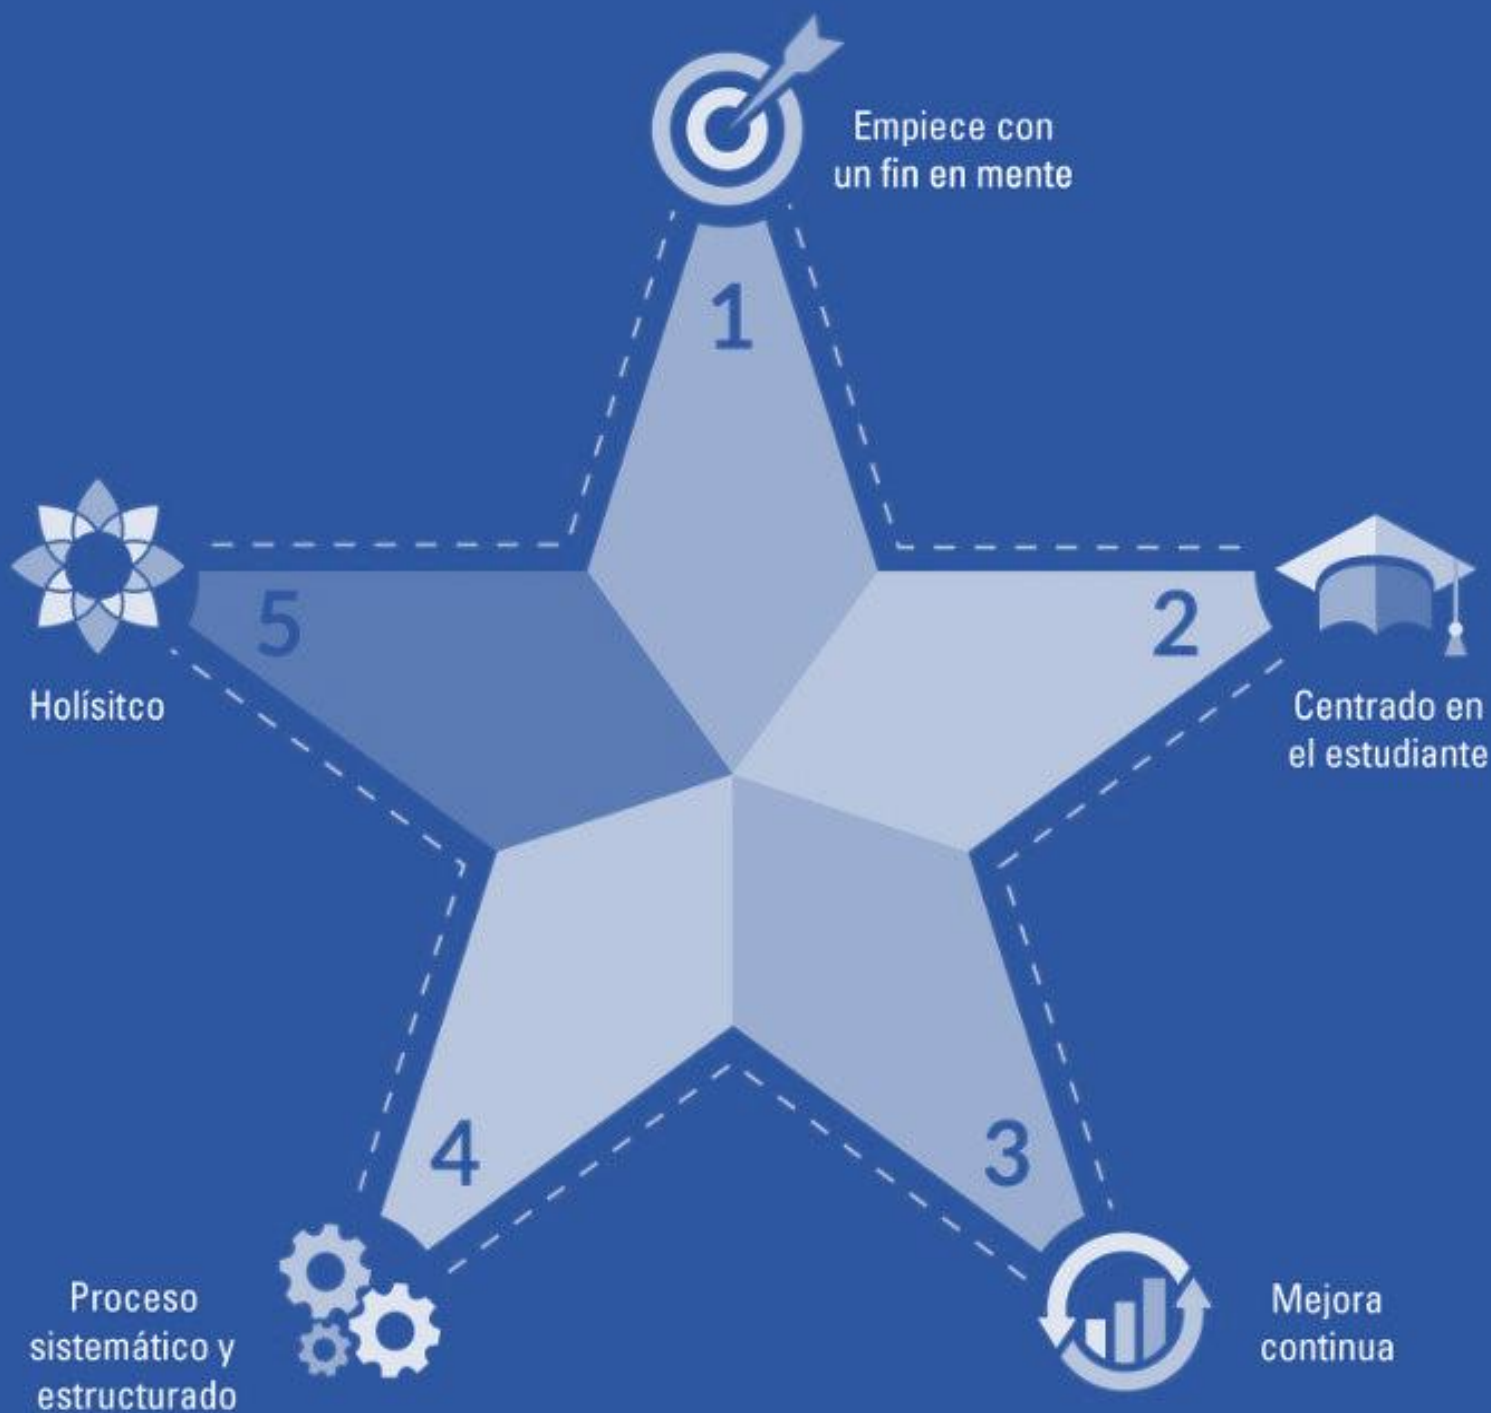 Empiece con
un fin en mente
1
2
Centrado en
el estudiante
3
Mejora
continua
4
Proceso
sistemático y
estructurado
5
Holísitco